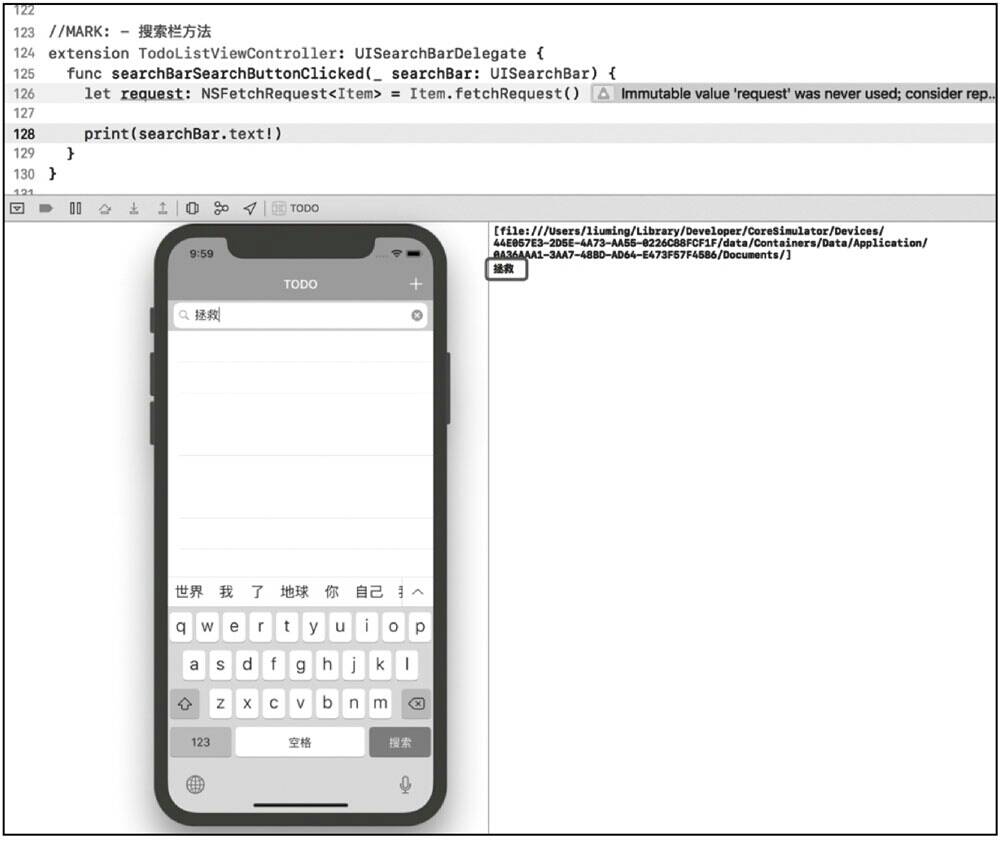 122
123 //MARK: - 搜索栏方法
124 extension TodoListViewController: UISearchBarDelegate {
125 func searchBarSearchButtonClicked(_ searchBar: UISearchBar) {
126 let request: NSFetchRequest<Item> = Item.fetchRequest() Immutable value 'request' was never used; consider rep...
127
128 print(searchBar.text!)
129 }
130 }
131
TODO
[file:///Users/liuming/Library/Developer/CoreSimulator/Devices/
44E057E3-2D5E-4A73-AA55-0226C88FCF1F/data/Containers/Data/Application/
0A36AAA1-3AA7-48BD-AD64-E473F57F45B6/Documents/]
拯救
9:59
TODO +
拯救
世界 我 了 地球 你 自己
q w e r t y u i o p
a s d f g h j k l
z x c v b n m
123 空格 搜索